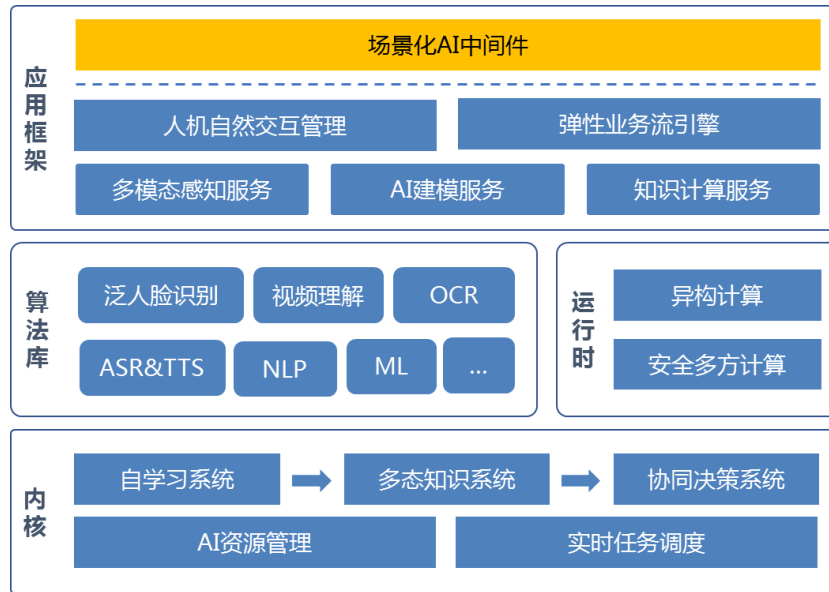 应用框架
场景化AI中间件
人机自然交互管理
弹性业务流引擎
多模态感知服务
AI建模服务
知识计算服务
算法库
泛人脸识别
视频理解
OCR
ASR&TTS
NLP
ML
...
运行时
异构计算
安全多方计算
内核
自学习系统
多态知识系统
协同决策系统
AI资源管理
实时任务调度